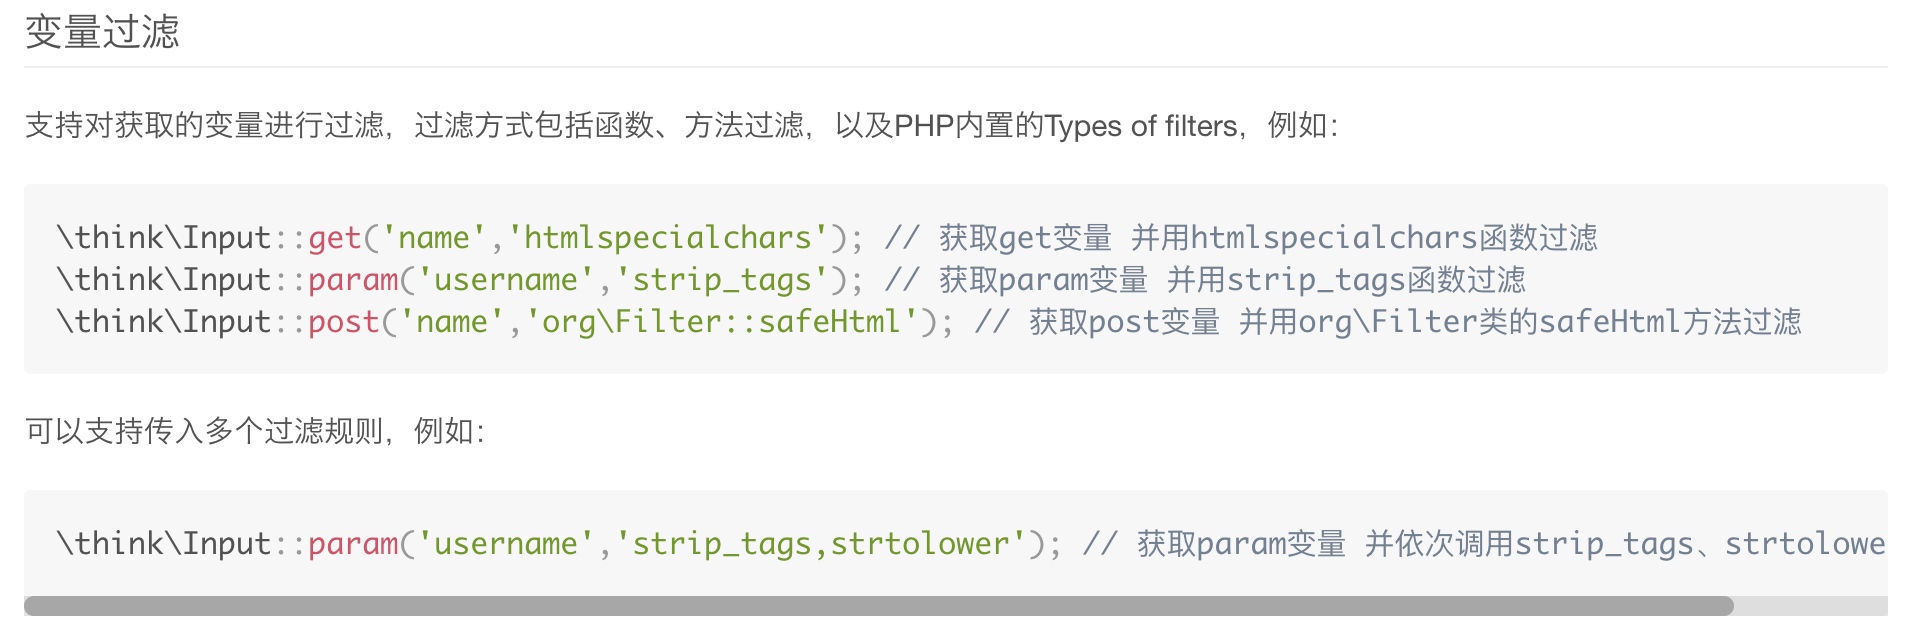 变量过滤
支持对获取的变量进行过滤，过滤方式包括函数、方法过滤，以及PHP内置的Types of filters，例如：
\think\Input::get('name','htmlspecialchars'); // 获取get变量 并用htmlspecialchars函数过滤
\think\Input::param('username','strip_tags'); // 获取param变量 并用strip_tags函数过滤
\think\Input::post('name','org\Filter::safeHtml'); // 获取post变量 并用org\Filter类的safeHtml方法过滤
可以支持传入多个过滤规则，例如：
\think\Input::param('username','strip_tags,strtolower'); // 获取param变量 并依次调用strip_tags、strtolowe